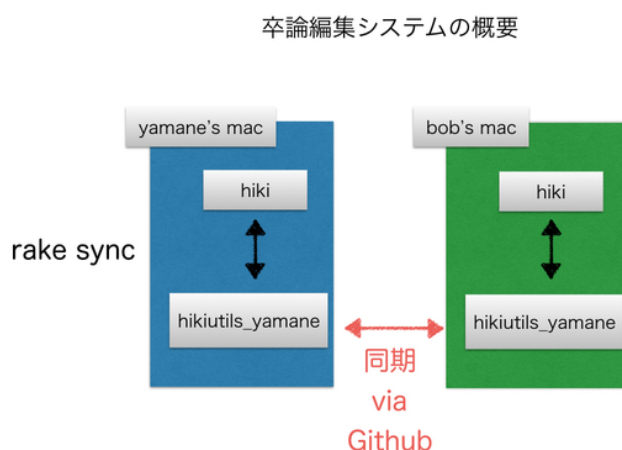 卒論編集システムの概要
yamane's mac
bob's mac
hiki
hiki
rake sync
hikiutils_yamane
hikiutils_yamane
同期
via
Github